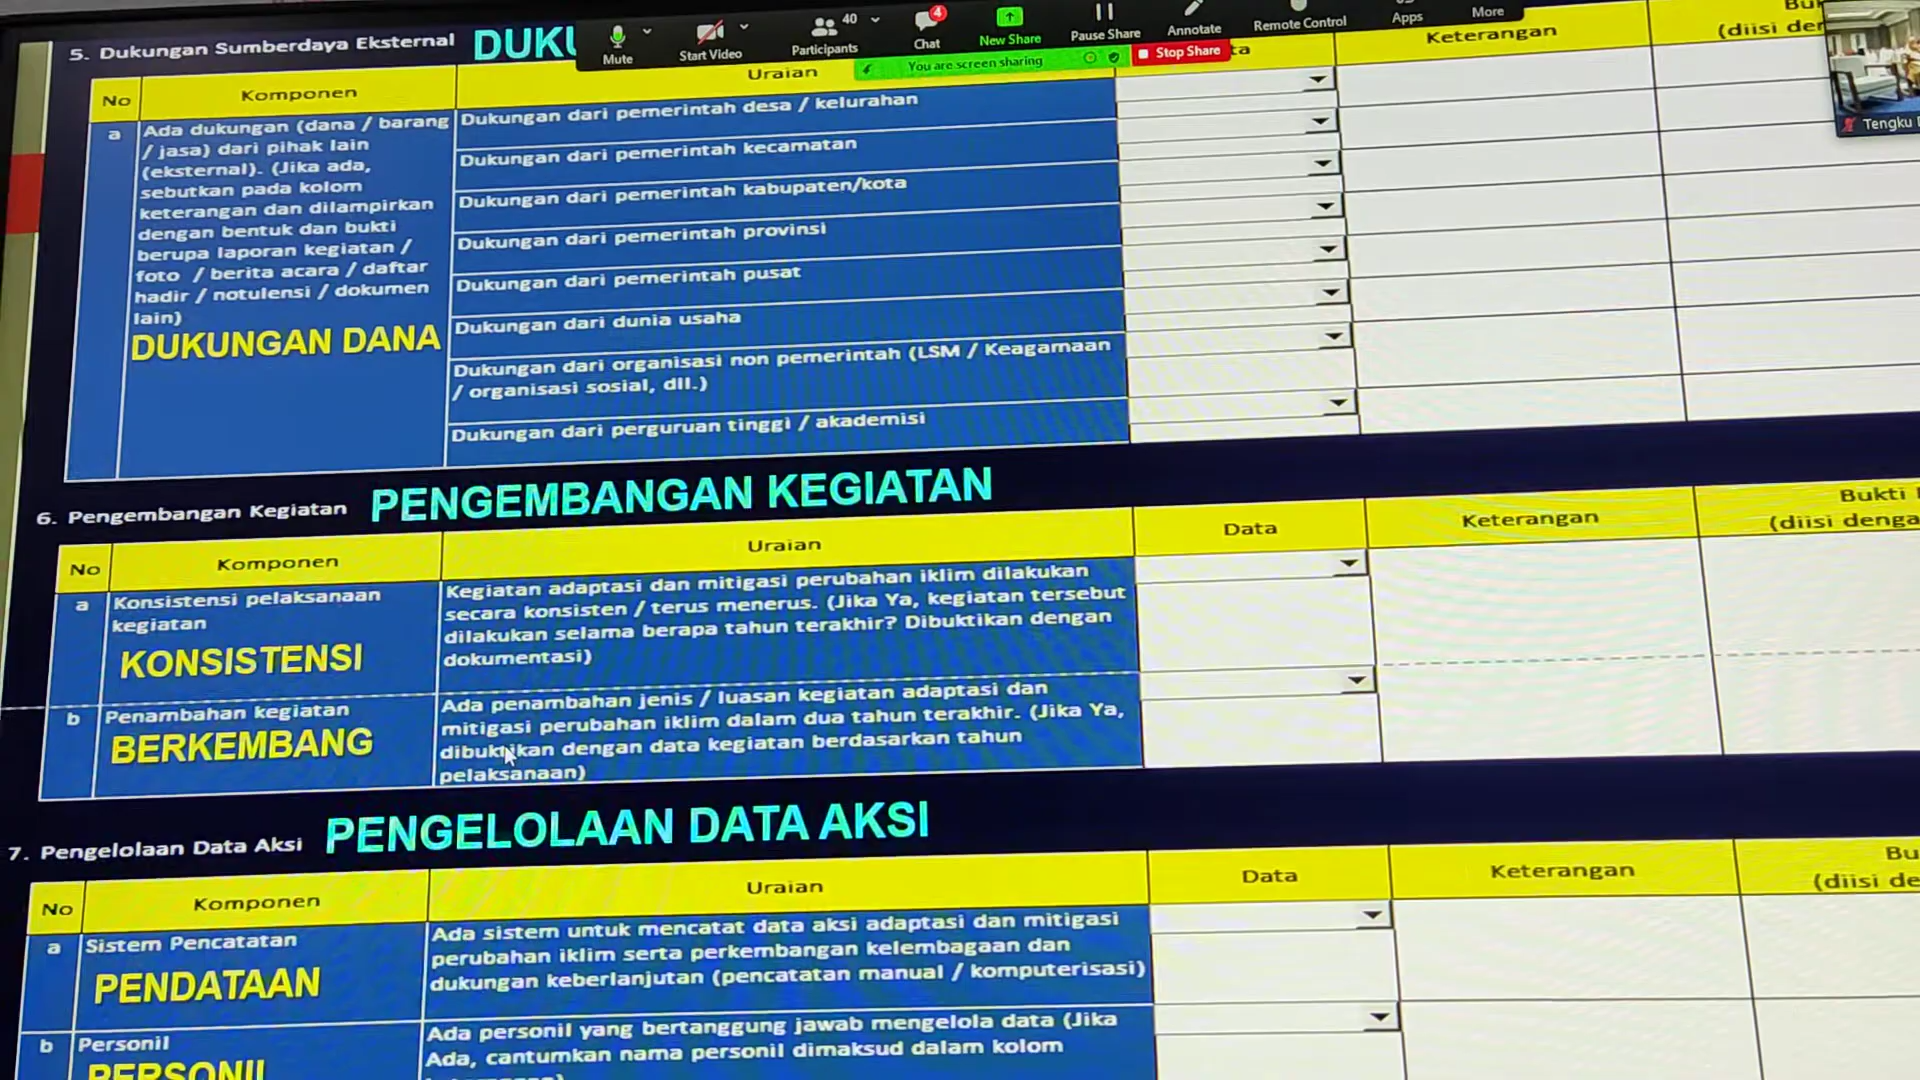 Mute
Start Video
Participants
40
Chat
4
New Share
Pause Share
Annotate
Remote Control
Apps
More
You are screen sharing
Stop Share
Tengku
5. Dukungan Sumberdaya Eksternal
No
Komponen
Uraian
Keterangan
a
Ada dukungan (dana / barang
/ jasa) dari pihak lain
(eksternal). (Jika ada,
sebutkan pada kolom
keterangan dan dilampirkan
dengan bentuk dan bukti
berupa laporan kegiatan /
foto / berita acara / daftar
hadir / notulensi / dokumen
lain)
DUKUNGAN DANA
Dukungan dari pemerintah desa / kelurahan
Dukungan dari pemerintah kecamatan
Dukungan dari pemerintah kabupaten/kota
Dukungan dari pemerintah provinsi
Dukungan dari pemerintah pusat
Dukungan dari dunia usaha
Dukungan dari organisasi non pemerintah (LSM / Keagamaan
/ organisasi sosial, dll.)
Dukungan dari perguruan tinggi / akademisi
6. Pengembangan Kegiatan
PENGEMBANGAN KEGIATAN
No
Komponen
Uraian
Data
Keterangan
Bukti
(diisi denga
a
Konsistensi pelaksanaan
kegiatan
KONSISTENSI
Kegiatan adaptasi dan mitigasi perubahan iklim dilakukan
secara konsisten / terus menerus. (Jika Ya, kegiatan tersebut
dilakukan selama berapa tahun terakhir? Dibuktikan dengan
dokumentasi)
b
Penambahan kegiatan
BERKEMBANG
Ada penambahan jenis / luasan kegiatan adaptasi dan
mitigasi perubahan iklim dalam dua tahun terakhir. (Jika Ya,
dibuktikan dengan data kegiatan berdasarkan tahun
pelaksanaan)
7. Pengelolaan Data Aksi
PENGELOLAAN DATA AKSI
No
Komponen
Uraian
Data
Keterangan
Bu
(diisi de
a
Sistem Pencatatan
PENDATAAN
Ada sistem untuk mencatat data aksi adaptasi dan mitigasi
perubahan iklim serta perkembangan kelembagaan dan
dukungan keberlanjutan (pencatatan manual / komputerisasi)
b
Personil
PERSONIL
Ada personil yang bertanggung jawab mengelola data (Jika
Ada, cantumkan nama personil dimaksud dalam kolom